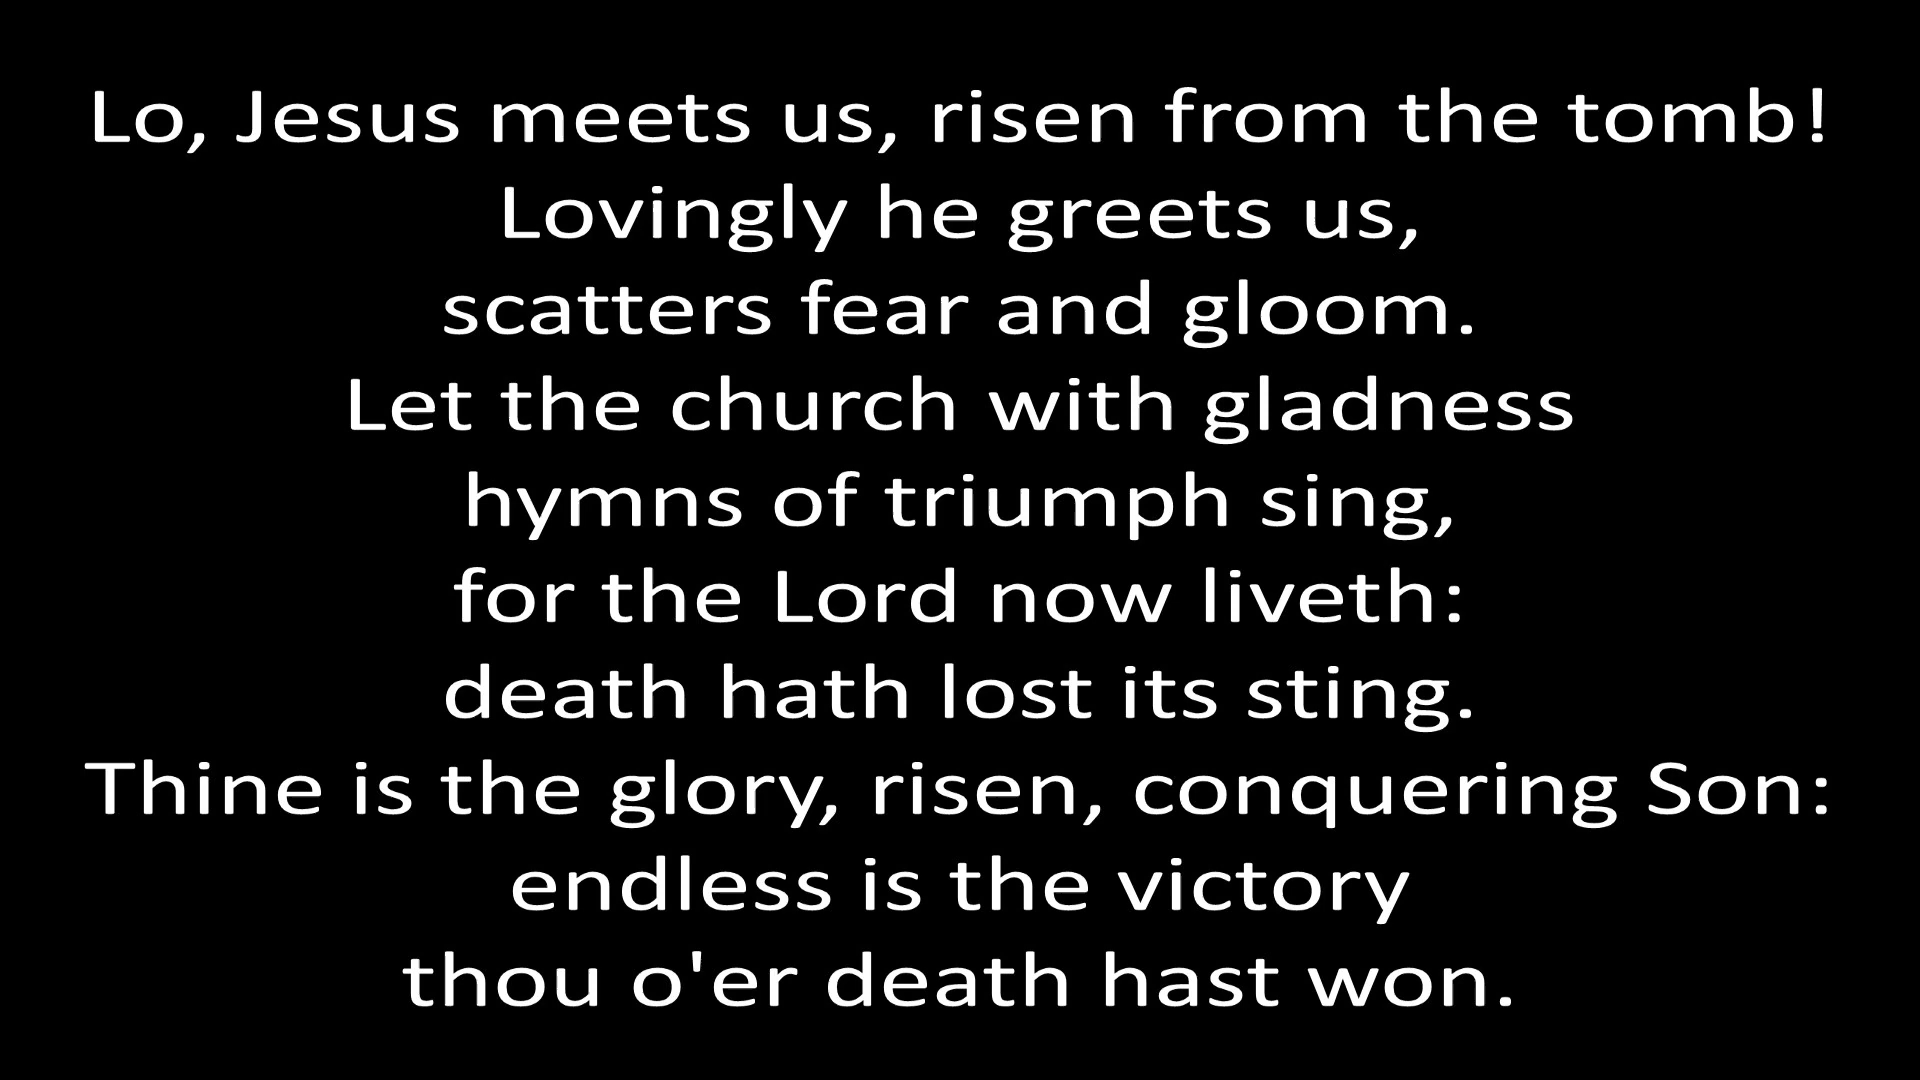 Lo, Jesus meets us, risen from the tomb!
Lovingly he greets us,
scatters fear and gloom.
Let the church with gladness
hymns of triumph sing,
for the Lord now liveth:
death hath lost its sting.
Thine is the glory, risen, conquering Son:
endless is the victory
thou o'er death hast won.